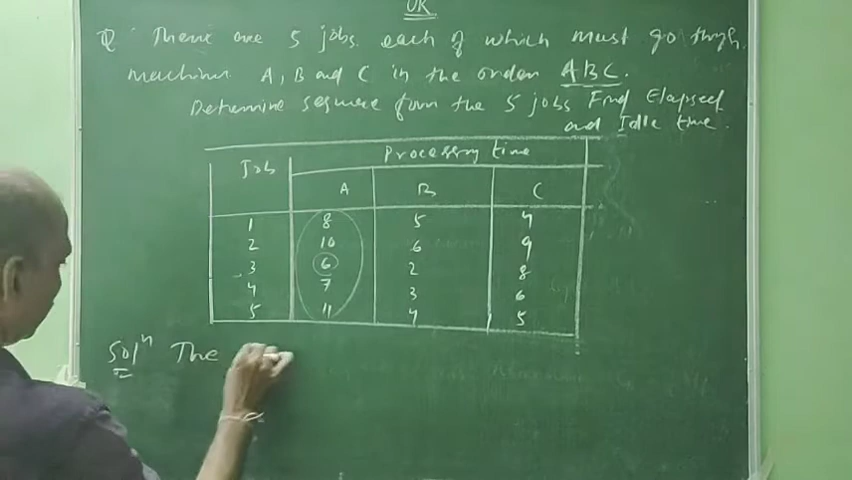 OR
Q. There are 5 jobs each of which must go thrgh.
machine A, B and C in the order ABC.
Determine sequence form the 5 jobs Find Elapsed
and Idle time.
Job Processing time
A B C
1 8 5 4
2 10 6 9
3 6 2 8
4 7 3 6
5 11 4 5
Solⁿ The